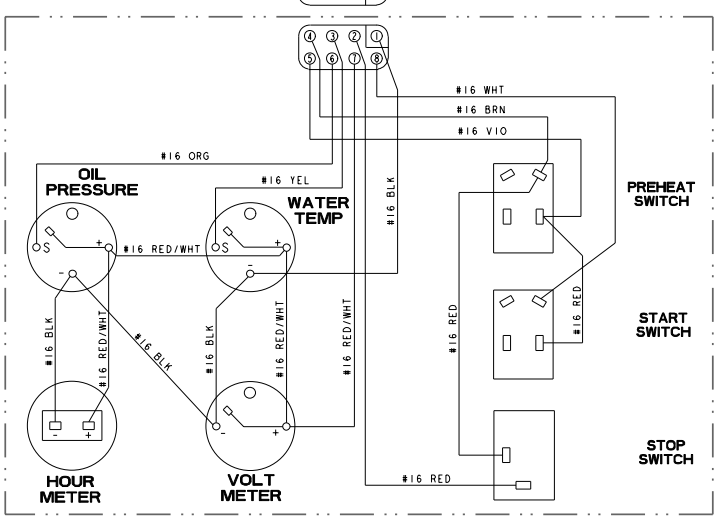 4 3 2 1
5 6 7 8
#16 WHT
#16 BRN
#16 VIO
#16 ORG
#16 YEL
OIL
PRESSURE
WATER
TEMP
#16 BLK
PREHEAT
SWITCH
S
+
-
#16 RED/WHT
S
+
-
#16 BLK
#16 RED/WHT
#16 BLK
#16 BLK
#16 RED/WHT
#16 RED/WHT
#16 RED
#16 RED
START
SWITCH
- +
- +
HOUR
METER
VOLT
METER
#16 RED
STOP
SWITCH